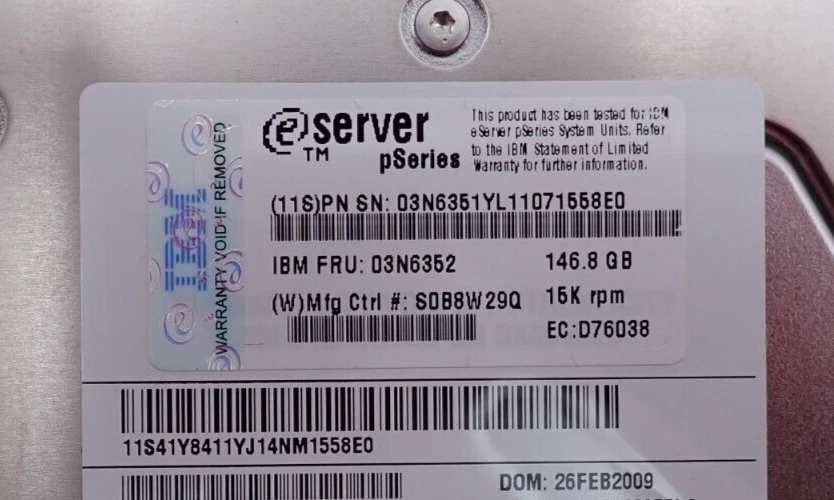 WARRANTY VOID IF REMOVED
IBM
eserver
TM
pSeries
This product has been tested for IBM
eServer pSeries System Units. Refer
to the IBM Statement of Limited
Warranty for further information.
(11S)PN SN: 03N6351YL11071558E0
IBM FRU: 03N6352 146.8 GB
(W)Mfg Ctrl #: S0B8W29Q 15K rpm
EC:D76038
11S41Y8411YJ14NM1558E0
DOM: 26FEB2009